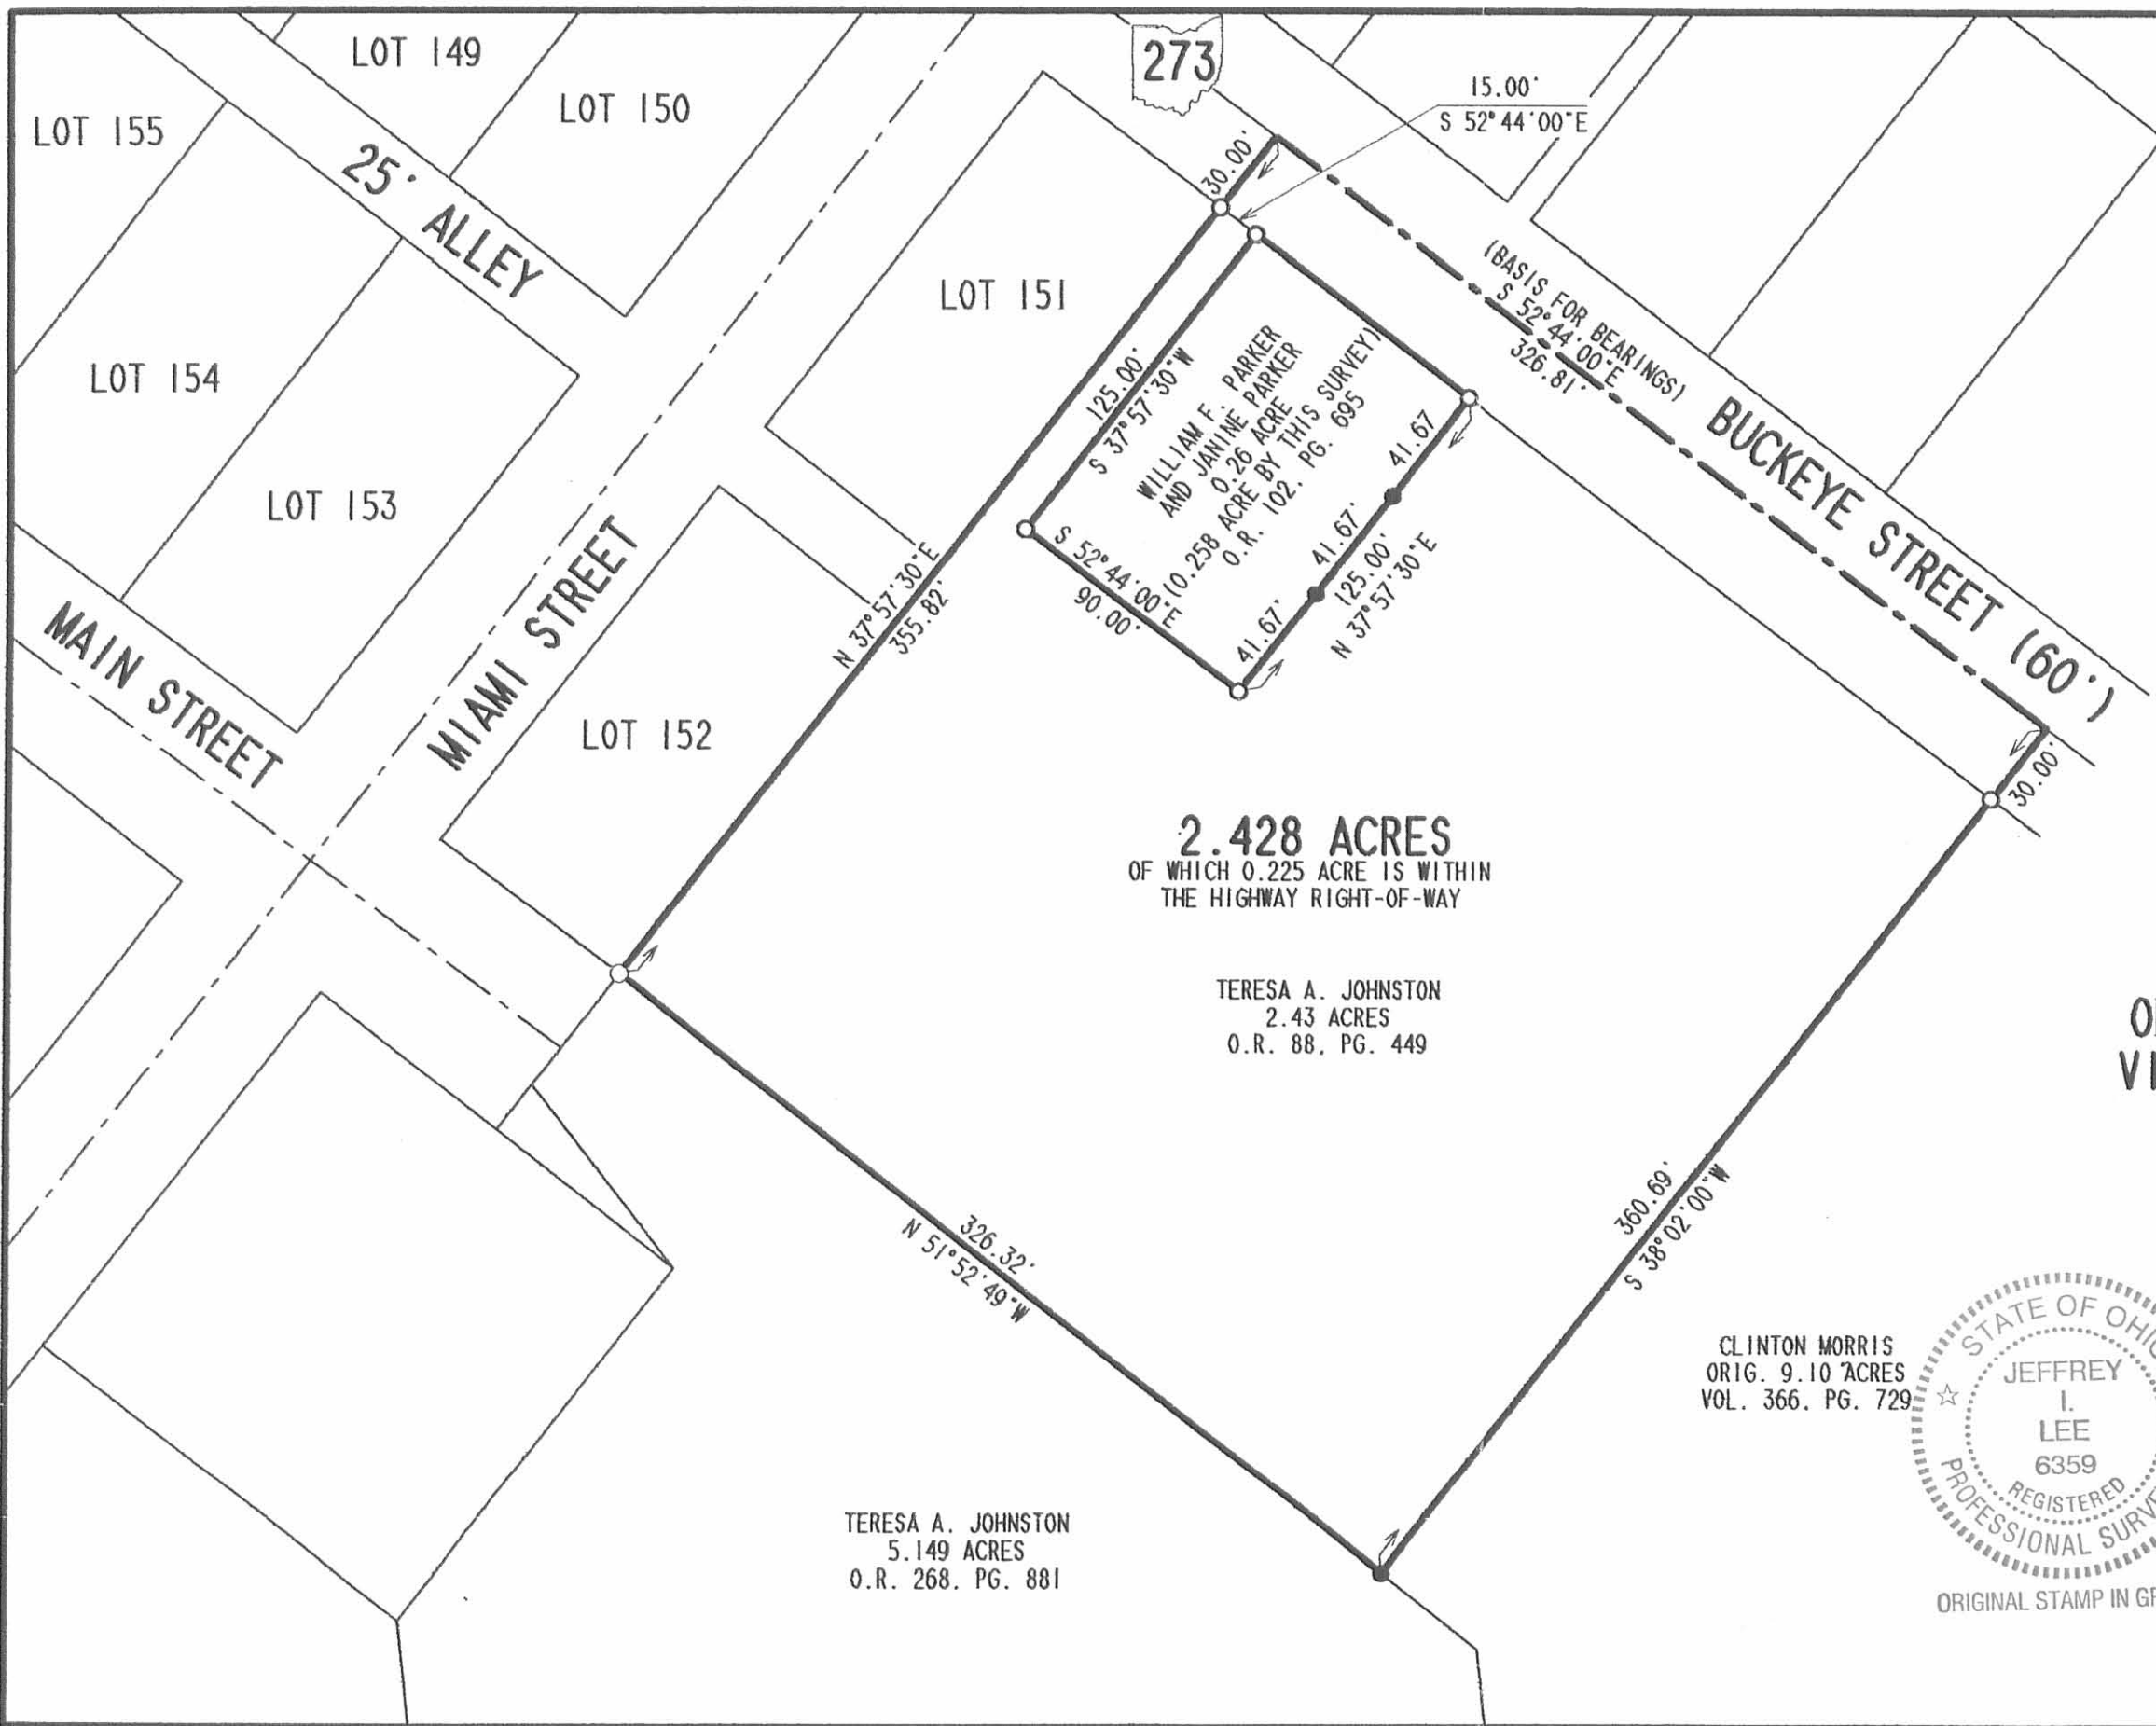 LOT 149
273
15.00'
S 52°44'00"E
LOT 150
LOT 155
25' ALLEY
30.00'
LOT 151
(BASIS FOR BEARINGS)
S 52°44'00"E
326.81'
BUCKEYE STREET (60')
125.00'
S 37°57'30"W
WILLIAM F. PARKER
AND JANINE PARKER
0.26 ACRE
(0.258 ACRE BY THIS SURVEY)
O.R. 102, PG. 695
41.67
41.67'
41.67'
125.00'
N 37°57'30"E
S 52°44'00"E
90.00'
LOT 154
LOT 153
N 37°57'30"E
355.82'
MAIN STREET
MIAMI STREET
LOT 152
30.00'
2.428 ACRES
OF WHICH 0.225 ACRE IS WITHIN
THE HIGHWAY RIGHT-OF-WAY
TERESA A. JOHNSTON
2.43 ACRES
O.R. 88, PG. 449
VI
360.69'
S 38°02'00"W
326.32'
N 51°52'49"W
CLINTON MORRIS
ORIG. 9.10 ACRES
VOL. 366, PG. 729
STATE OF OHIO
JEFFREY
I.
LEE
6359
REGISTERED
PROFESSIONAL SURVE
ORIGINAL STAMP IN GR
TERESA A. JOHNSTON
5.149 ACRES
O.R. 268, PG. 881